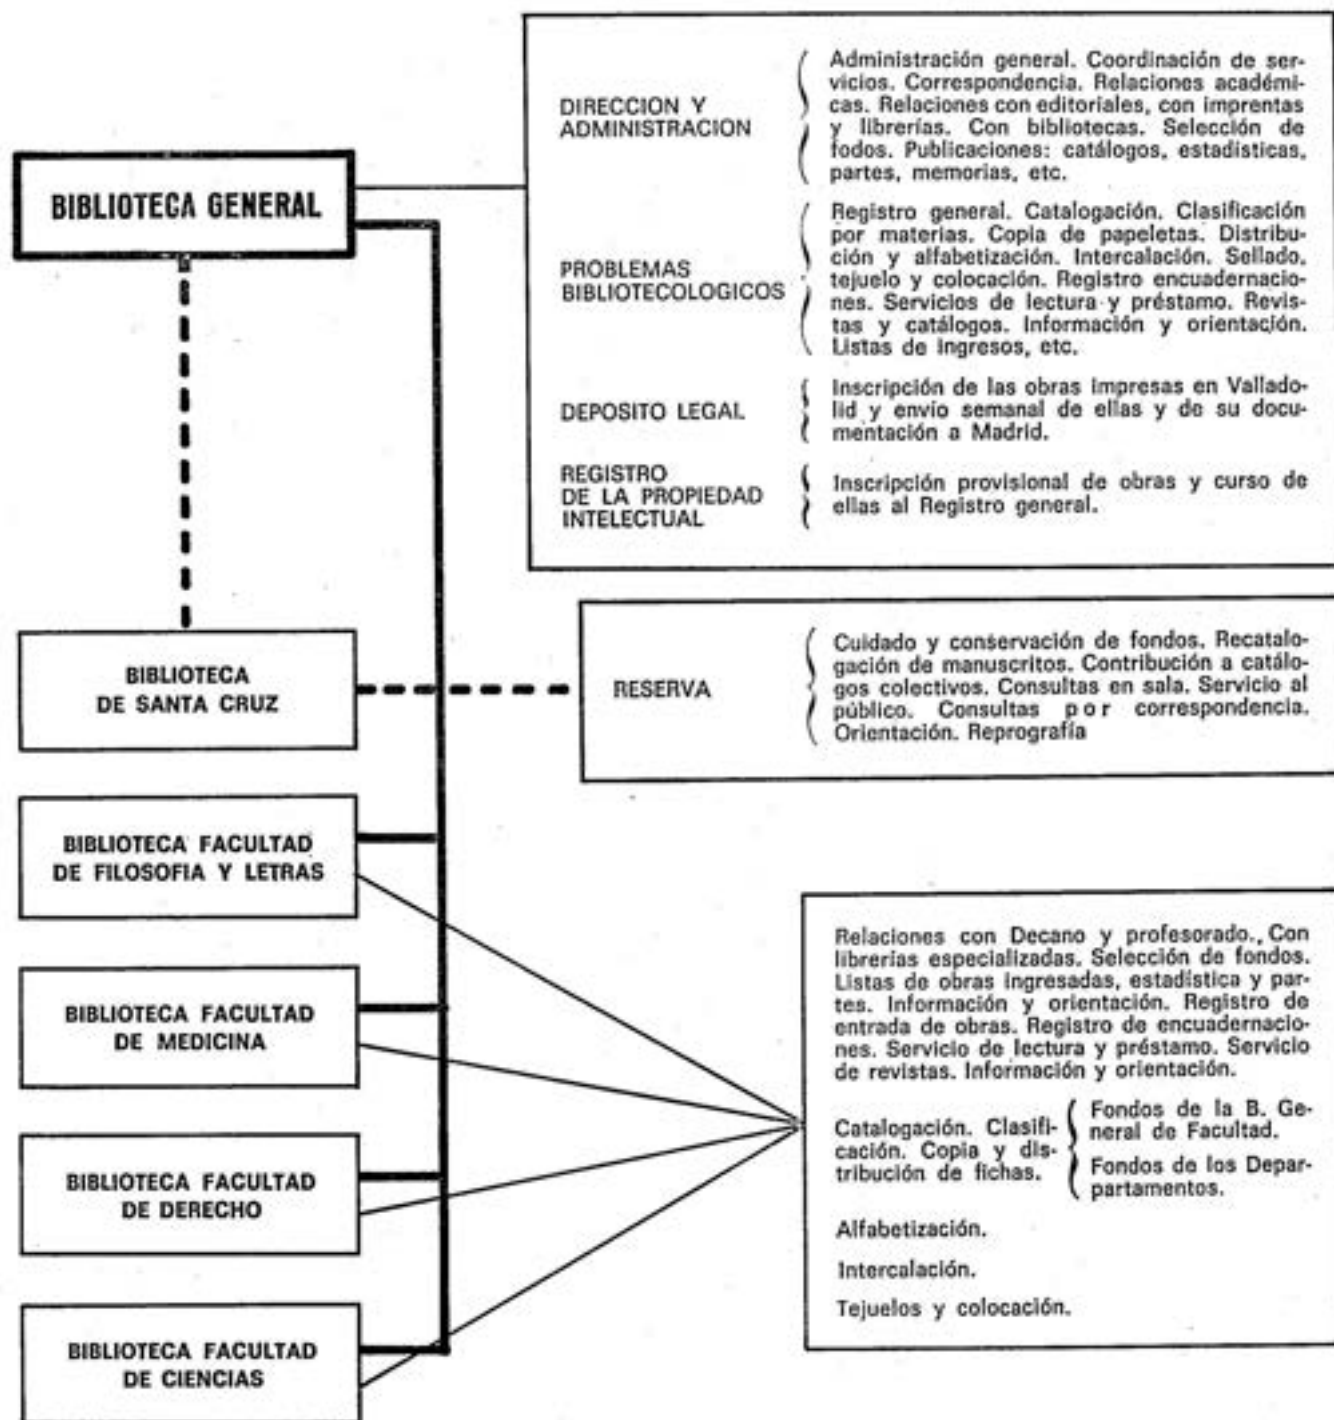 BIBLIOTECA GENERAL
DIRECCION Y
ADMINISTRACION
Administración general. Coordinación de ser-
vicios. Correspondencia. Relaciones académi-
cas. Relaciones con editoriales, con imprentas
y librerías. Con bibliotecas. Selección de
fodos. Publicaciones: catálogos, estadísticas,
partes, memorias, etc.
PROBLEMAS
BIBLIOTECOLOGICOS
Registro general. Catalogación. Clasificación
por materias. Copia de papeletas. Distribu-
ción y alfabetización. Intercalación. Sellado,
tejuelo y colocación. Registro encuadernacio-
nes. Servicios de lectura y préstamo. Revis-
tas y catálogos. Información y orientación.
Listas de Ingresos, etc.
DEPOSITO LEGAL
Inscripción de las obras impresas en Vallado-
lid y envío semanal de ellas y de su docu-
mentación a Madrid.
REGISTRO
DE LA PROPIEDAD
INTELECTUAL
Inscripción provisional de obras y curso de
ellas al Registro general.
BIBLIOTECA
DE SANTA CRUZ
RESERVA
Cuidado y conservación de fondos. Recatalo-
gación de manuscritos. Contribución a catálo-
gos colectivos. Consultas en sala. Servicio al
público. Consultas por correspondencia.
Orientación. Reprografía
BIBLIOTECA FACULTAD
DE FILOSOFIA Y LETRAS
BIBLIOTECA FACULTAD
DE MEDICINA
BIBLIOTECA FACULTAD
DE DERECHO
BIBLIOTECA FACULTAD
DE CIENCIAS
Relaciones con Decano y profesorado., Con
librerías especializadas. Selección de fondos.
Listas de obras ingresadas, estadística y par-
tes. Información y orientación. Registro de
entrada de obras. Registro de encuadernacio-
nes. Servicio de lectura y préstamo. Servicio
de revistas. Información y orientación.
Catalogación. Clasifi-
cación. Copia y dis-
tribución de fichas.
Fondos de la B. Ge-
neral de Facultad.
Fondos de los Depar-
partamentos.
Alfabetización.
Intercalación.
Tejuelos y colocación.